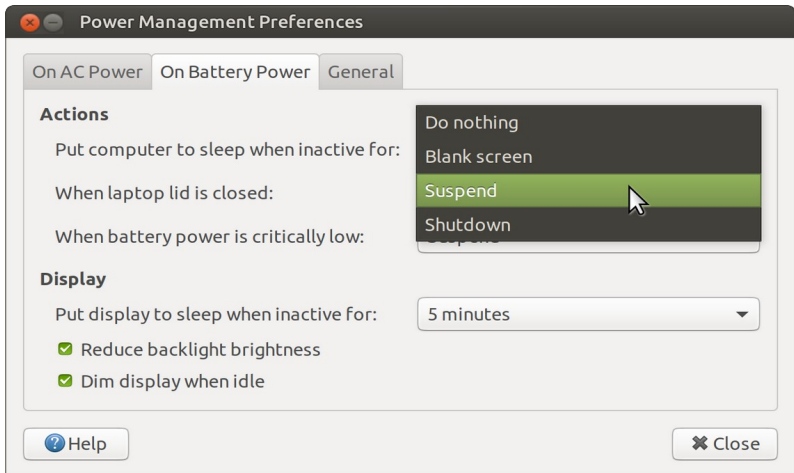 Power Management Preferences
On AC Power On Battery Power General
Actions
Do nothing
Put computer to sleep when inactive for:
Blank screen
When laptop lid is closed:
Suspend
Shutdown
When battery power is critically low:
Suspend
Display
Put display to sleep when inactive for: 5 minutes
Reduce backlight brightness
Dim display when idle
Help Close